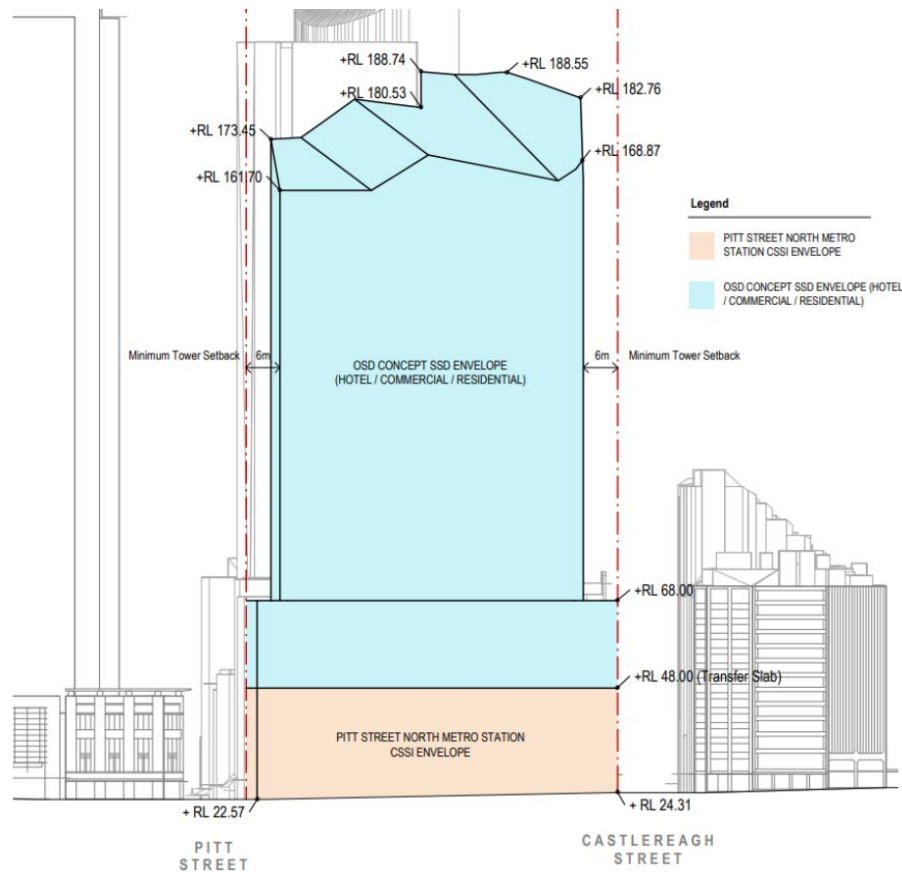 +RL 188.74
+RL 188.55
+RL 180.53
+RL 182.76
+RL 173.45
+RL 168.87
+RL 161.70
Legend
PITT STREET NORTH METRO
STATION CSSI ENVELOPE
OSD CONCEPT SSD ENVELOPE (HOTEL
/ COMMERCIAL / RESIDENTIAL)
Minimum Tower Setback
6m
OSD CONCEPT SSD ENVELOPE
(HOTEL / COMMERCIAL / RESIDENTIAL)
6m
Minimum Tower Setback
+RL 68.00
+RL 48.00 (Transfer Slab)
PITT STREET NORTH METRO STATION
CSSI ENVELOPE
+ RL 22.57
+ RL 24.31
PITT
STREET
CASTLEREAGH
STREET